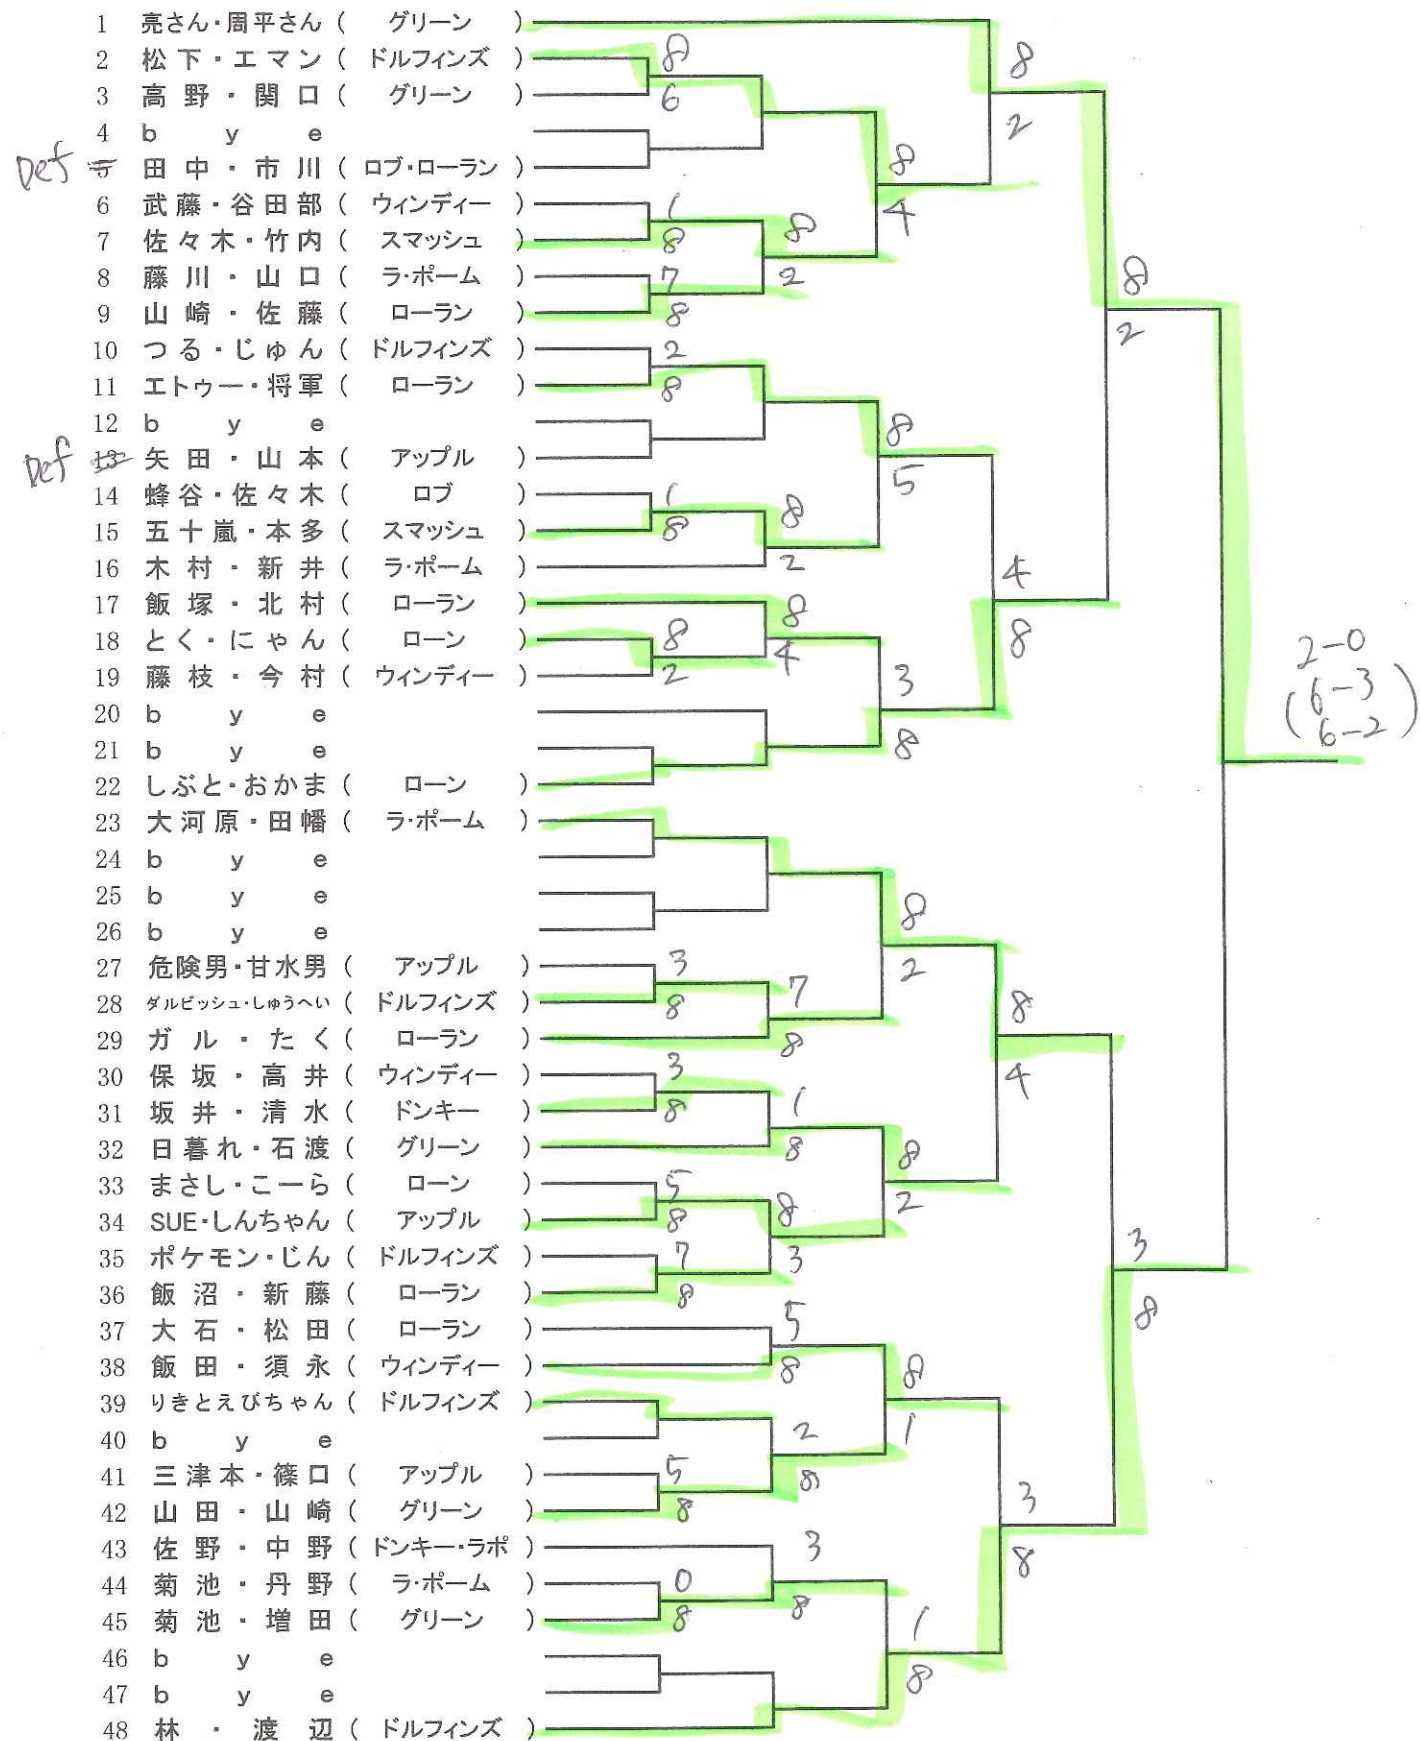 1 亮さん・周平さん ( グリーン )
2 松下・エマン ( ドルフィンズ ) 8
3 高野・関口 ( グリーン ) 6
4 bye
Def 5 田中・市川 ( ロブ・ローラン )
6 武藤・谷田部 ( ウィンディー ) 1
7 佐々木・竹内 ( スマッシュ ) 8
8 藤川・山口 ( ラ・ポーム ) 7
9 山崎・佐藤 ( ローラン ) 8
10 つる・じゅん ( ドルフィンズ ) 2
11 エトゥー・将軍 ( ローラン ) 8
12 bye
Def 13 矢田・山本 ( アップル )
14 蜂谷・佐々木 ( ロブ ) 1
15 五十嵐・本多 ( スマッシュ ) 8
16 木村・新井 ( ラ・ポーム )
17 飯塚・北村 ( ローラン )
18 とく・にゃん ( ローン ) 8
19 藤枝・今村 ( ウィンディー ) 2
20 bye
21 bye
22 しぶと・おかま ( ローン )
23 大河原・田幡 ( ラ・ポーム )
24 bye
25 bye
26 bye
27 危険男・甘水男 ( アップル ) 3
28 ダルビッシュ・しゅうへい ( ドルフィンズ ) 8
29 ガル・たく ( ローラン )
30 保坂・高井 ( ウィンディー ) 3
31 坂井・清水 ( ドンキー ) 8
32 日暮れ・石渡 ( グリーン )
33 まさし・こーら ( ローン ) 5
34 SUE・しんちゃん ( アップル ) 8
35 ポケモン・じん ( ドルフィンズ ) 7
36 飯沼・新藤 ( ローラン ) 8
37 大石・松田 ( ローラン ) 5
38 飯田・須永 ( ウィンディー ) 8
39 りきとえびちゃん ( ドルフィンズ )
40 bye
41 三津本・篠口 ( アップル ) 5
42 山田・山崎 ( グリーン ) 8
43 佐野・中野 ( ドンキー・ラポ ) 3
44 菊池・丹野 ( ラ・ポーム ) 0
45 菊池・増田 ( グリーン ) 8
46 bye
47 bye
48 林・渡辺 ( ドルフィンズ )
8
2
8
2
8
4
7
8
1
8
8
3
2
8
8
8
4
8
5
3
8
8
2
8
2
8
1
1
8
8
2
4
8
8
4
3
8
8
2
3
8
2-0
(6-3
6-2)